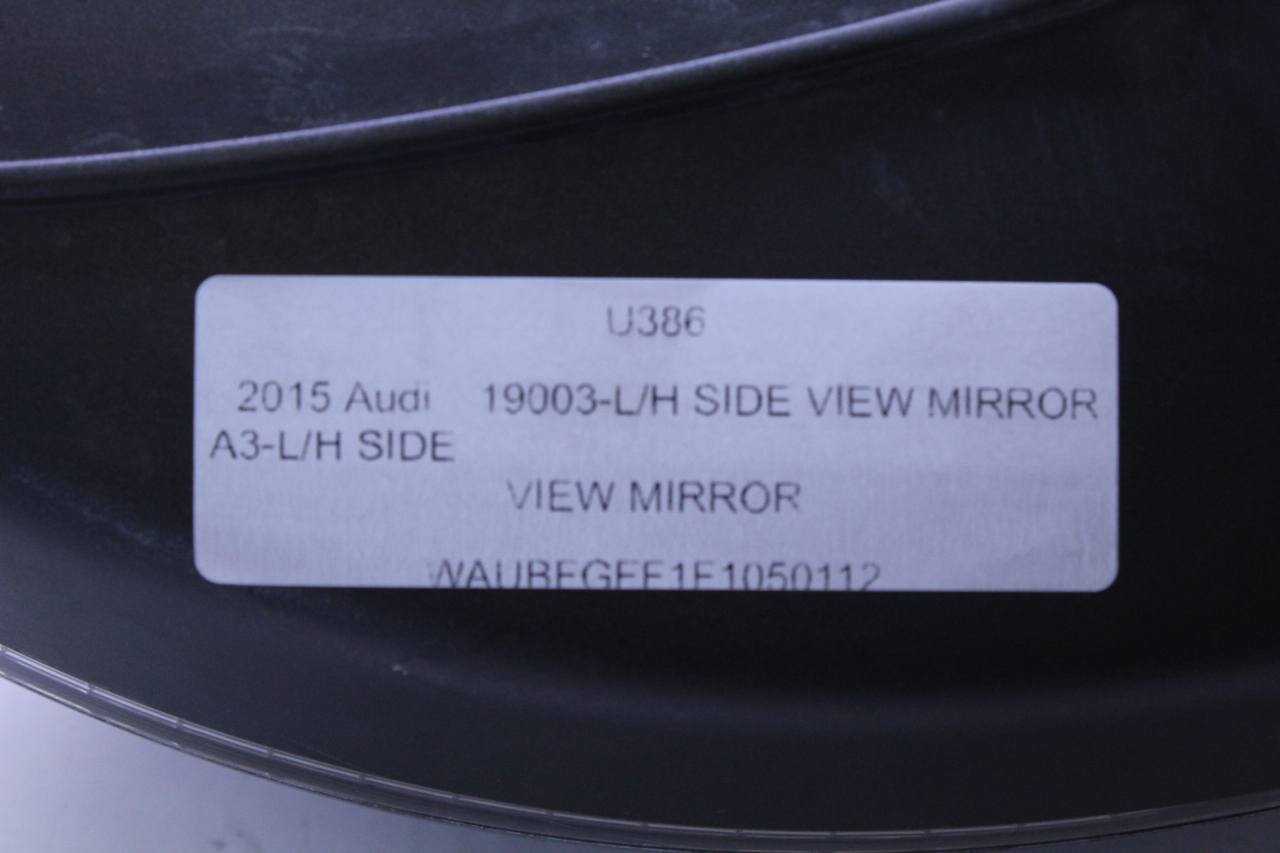 U386
2015 Audi 19003-L/H SIDE VIEW MIRROR
A3-L/H SIDE
VIEW MIRROR